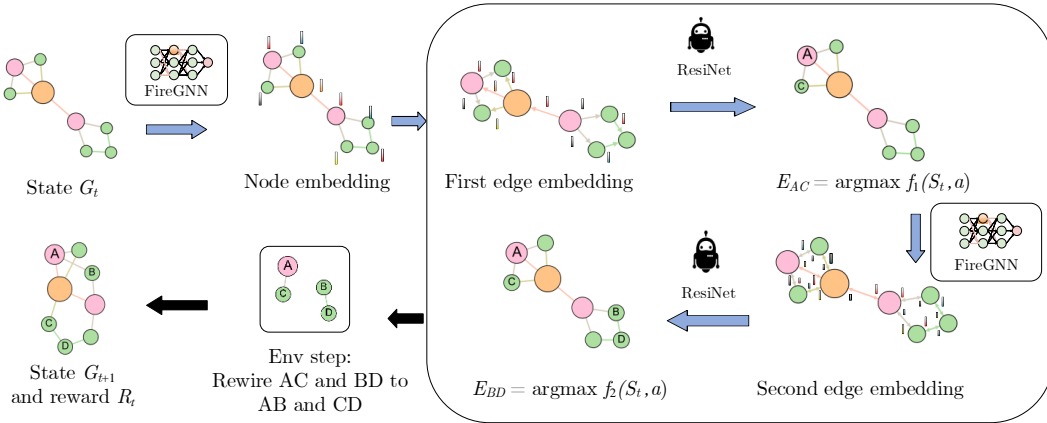 FireGNN
State G_t
Node embedding
First edge embedding
ResiNet
A
C
E_AC = argmax f_1(S_t, a)
FireGNN
Second edge embedding
ResiNet
A
C
B
D
E_BD = argmax f_2(S_t, a)
A
C
B
D
Env step:
Rewire AC and BD to
AB and CD
A
B
C
D
State G_{t+1}
and reward R_t